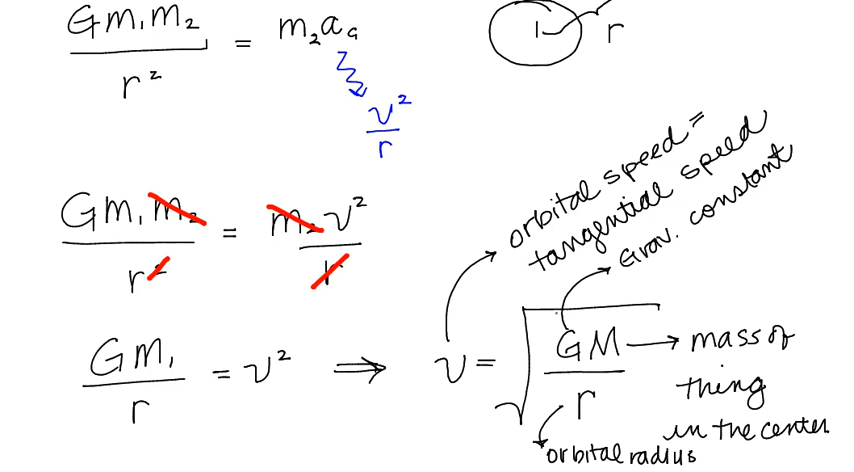 Gm₁m₂ / r² = m₂a꜀
v² / r
r
orbital speed =
tangential speed
Grav. constant
Gm₁m₂ / r² = m₂v² / r
Gm₁ / r = v² ⇒ v = √(GM / r)
mass of
thing
in the center
orbital radius